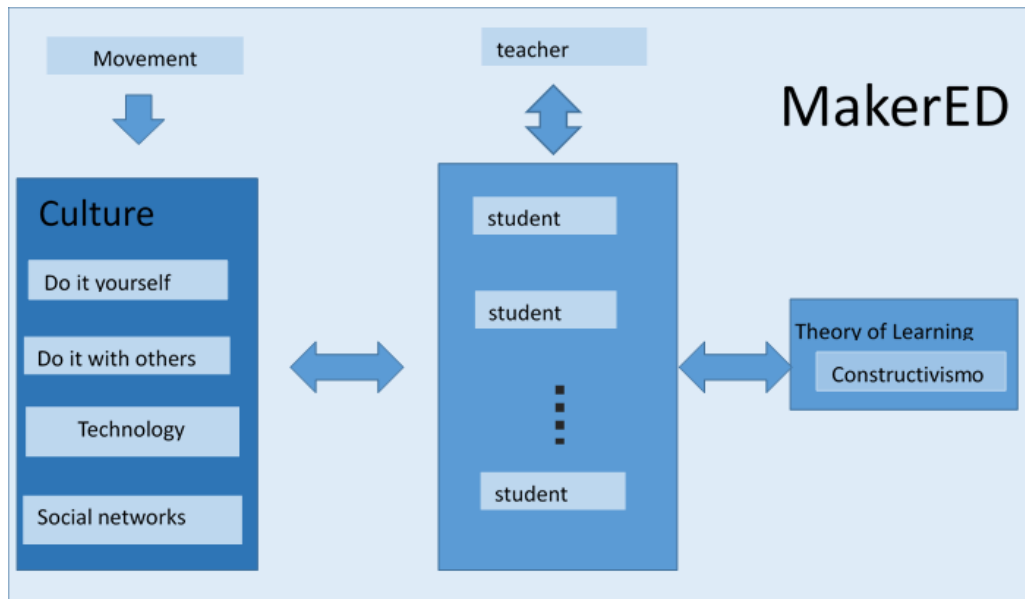 Movement
teacher
MakerED
Culture
Do it yourself
Do it with others
Technology
Social networks
student
student
student
Theory of Learning
Constructivismo